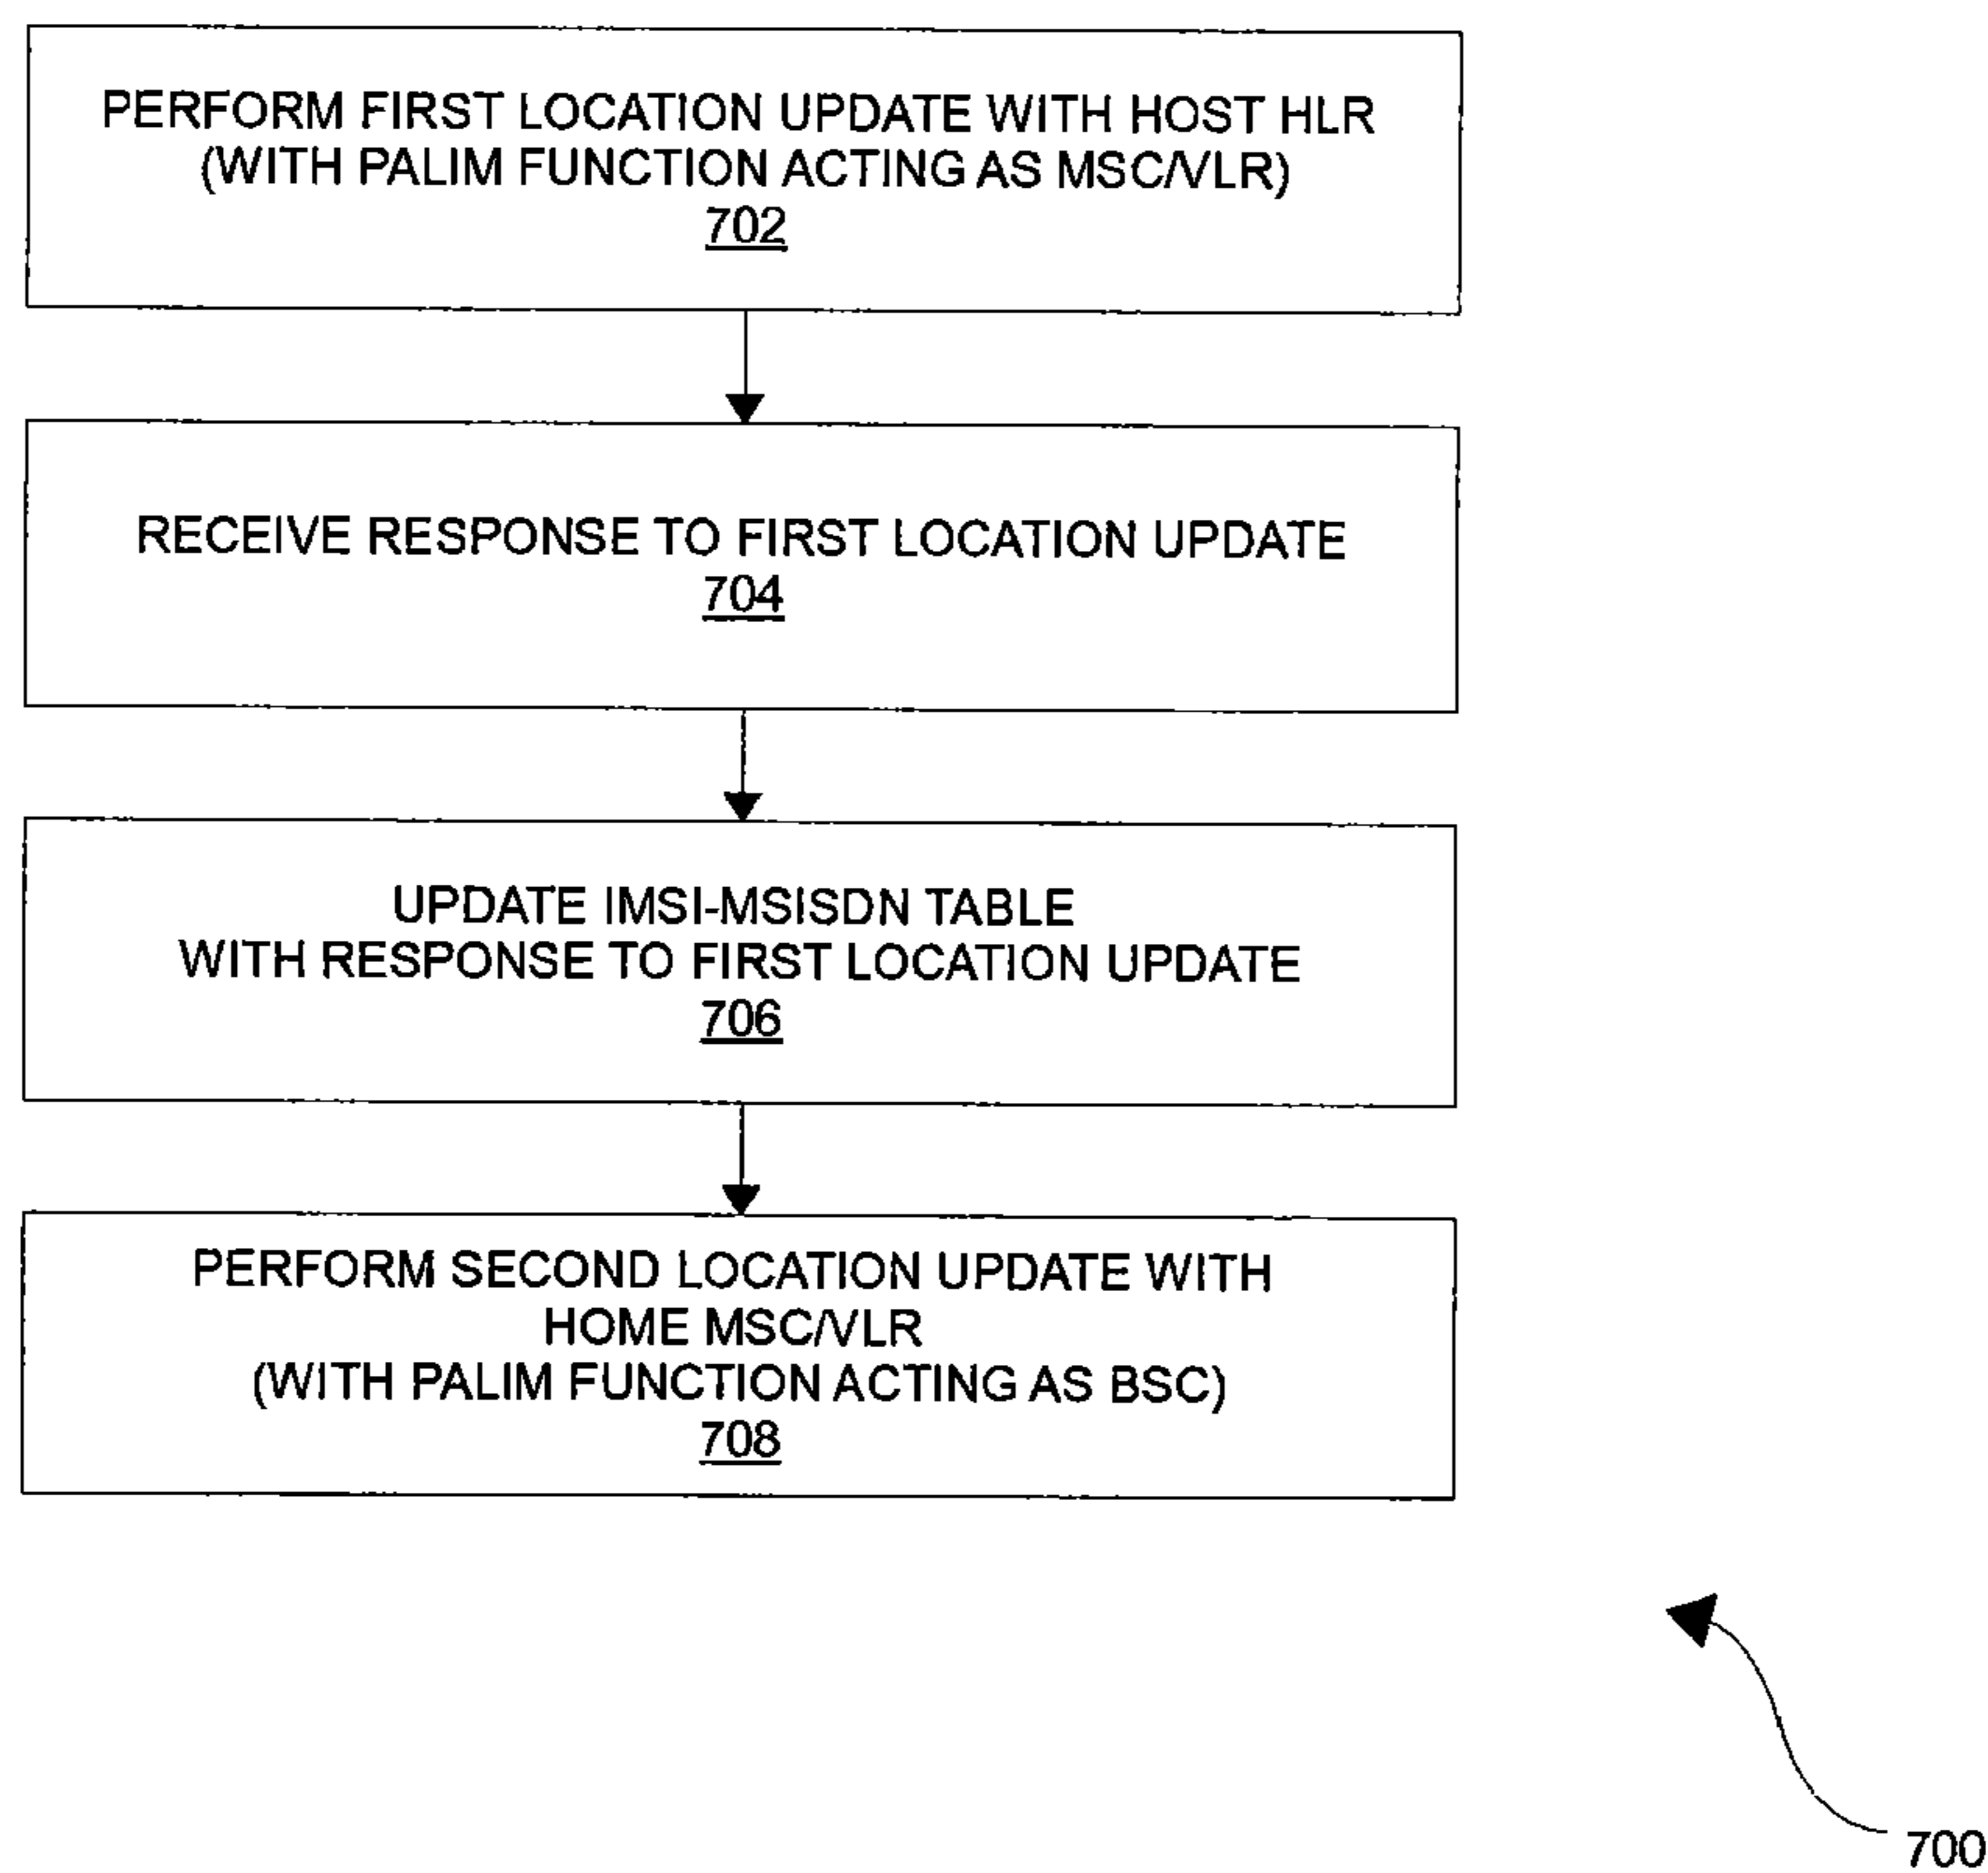 PERFORM FIRST LOCATION UPDATE WITH HOST HLR
(WITH PALIM FUNCTION ACTING AS MSC/VLR)
702
RECEIVE RESPONSE TO FIRST LOCATION UPDATE
704
UPDATE IMSI-MSISDN TABLE
WITH RESPONSE TO FIRST LOCATION UPDATE
706
PERFORM SECOND LOCATION UPDATE WITH
HOME MSC/VLR
(WITH PALIM FUNCTION ACTING AS BSC)
708
700